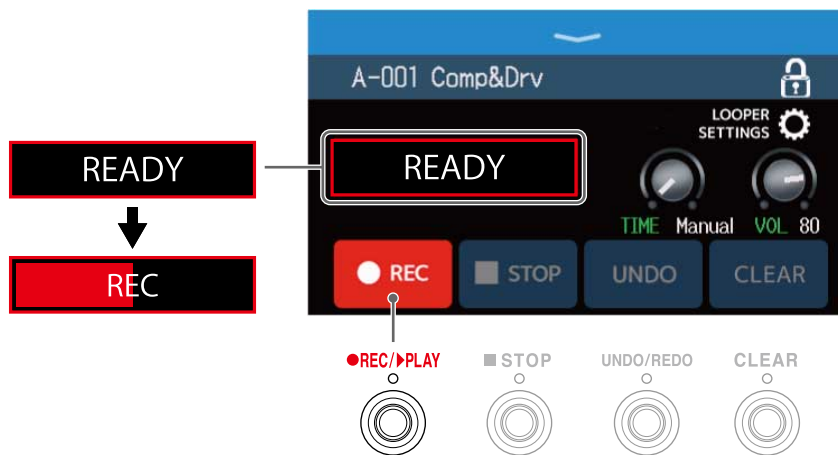 A-001 Comp&Drv
LOOPER
SETTINGS
READY
READY
TIME Manual VOL 80
REC
REC
STOP
UNDO
CLEAR
●REC/▶PLAY
■STOP
UNDO/REDO
CLEAR